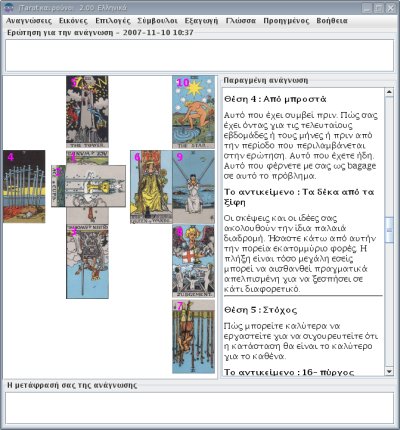 jTarot και ρούνοι 2.00 Ελληνικά
Αναγνώσεις Εικόνες Επιλογές Σύμβουλοι Εξαγωγή Γλώσσα Προηγμένος Βοήθεια
Ερώτηση για την ανάγνωση - 2007-11-10 10:37
Παραγμένη ανάγνωση
5
THE TOWER
10
THE STAR
4
6
9
8
JUDGEMENT
7
2
Θέση 4 : Από μπροστά
Αυτό που έχει συμβεί πριν. Πώς σας
έχει όντας για τις τελευταίους
εβδομάδες ή τους μήνες ή πριν από
την περίοδο που περιλαμβάνεται
στην ερώτηση. Αυτό που έχετε ήδη.
Αυτό που φέρνετε με σας ως bagage
σε αυτό το πρόβλημα.
Το αντικείμενο : Τα δέκα από τα
ξίφη
Οι σκέψεις και οι ιδέες σας
ακολουθούν την ίδια παλαιά
διαδρομή. Ήσαστε κάτω από αυτήν
την πορεία εκατομμύριο φορές. Η
πλήξη είναι τόσο μεγάλη εσείς
μπορεί να αισθανθεί πραγματικά
απελπισμένη για να ξεσπήσει σε
κάτι διαφορετικό.
Θέση 5 : Στόχος
Πώς μπορείτε καλύτερα να
εργαστείτε για να σιγουρευτείτε ότι
η κατάσταση θα είναι το καλύτερο
για το καθένα.
Το αντικείμενο : 16- πύργος
Η μετάφρασή σας της ανάγνωσης